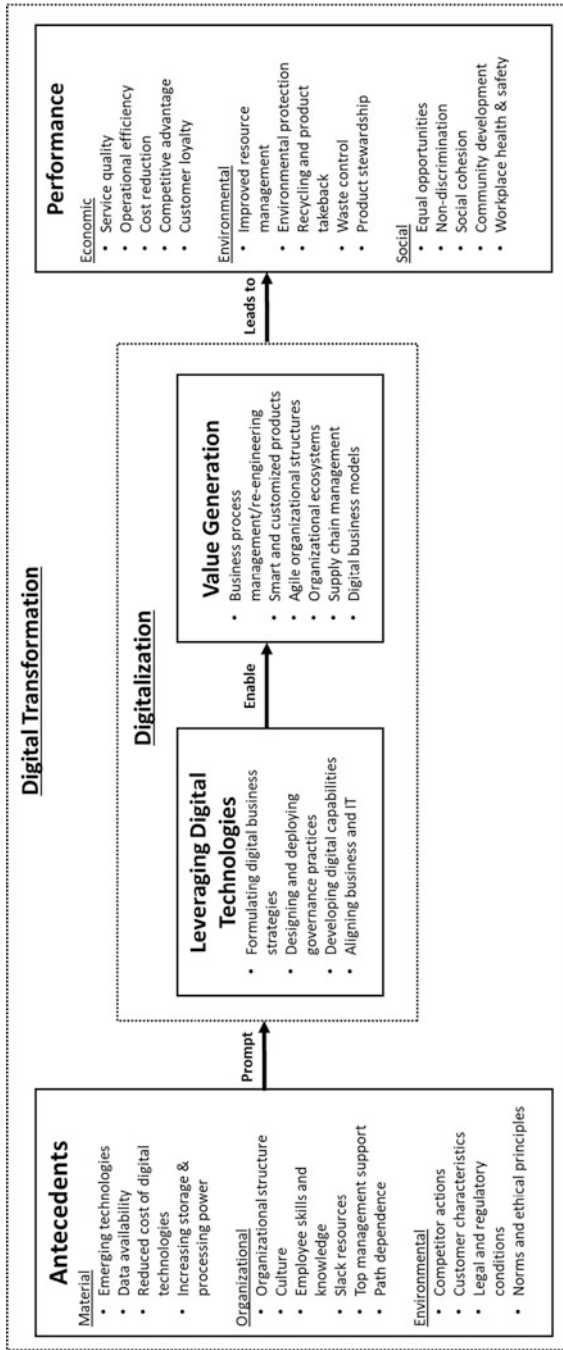 Digital Transformation
Antecedents
Material
• Emerging technologies
• Data availability
• Reduced cost of digital
technologies
• Increasing storage &
processing power
Organizational
• Organizational structure
• Culture
• Employee skills and
knowledge
• Slack resources
• Top management support
• Path dependence
Environmental
• Competitor actions
• Customer characteristics
• Legal and regulatory
conditions
• Norms and ethical principles
Prompt
Digitalization
Leveraging Digital
Technologies
• Formulating digital business
strategies
• Designing and deploying
governance practices
• Developing digital capabilities
• Aligning business and IT
Enable
Value Generation
• Business process
management/re-engineering
• Smart and customized products
• Agile organizational structures
• Organizational ecosystems
• Supply chain management
• Digital business models
Leads to
Performance
Economic
• Service quality
• Operational efficiency
• Cost reduction
• Competitive advantage
• Customer loyalty
Environmental
• Improved resource
management
• Environmental protection
• Recycling and product
takeback
• Waste control
• Product stewardship
Social
• Equal opportunities
• Non-discrimination
• Social cohesion
• Community development
• Workplace health & safety